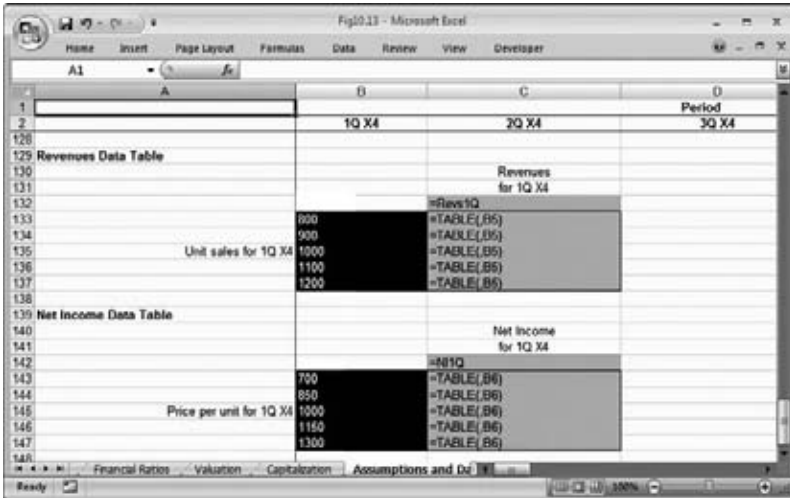 Fig10.13 - Microsoft Excel
Home Insert Page Layout Formulas Data Review View Developer
A1 fx
A B C D
1 Period
2 1Q X4 2Q X4 3Q X4
128
129 Revenues Data Table
130 Revenues
131 for 1Q X4
132 =Revs1Q
133 800 =TABLE(,B5)
134 900 =TABLE(,B5)
135 Unit sales for 1Q X4 1000 =TABLE(,B5)
136 1100 =TABLE(,B5)
137 1200 =TABLE(,B5)
138
139 Net Income Data Table
140 Net Income
141 for 1Q X4
142 =NI1Q
143 700 =TABLE(,B6)
144 850 =TABLE(,B6)
145 Price per unit for 1Q X4 1000 =TABLE(,B6)
146 1150 =TABLE(,B6)
147 1300 =TABLE(,B6)
148
Financial Ratios Valuation Capitalization Assumptions and Da
Ready 100%